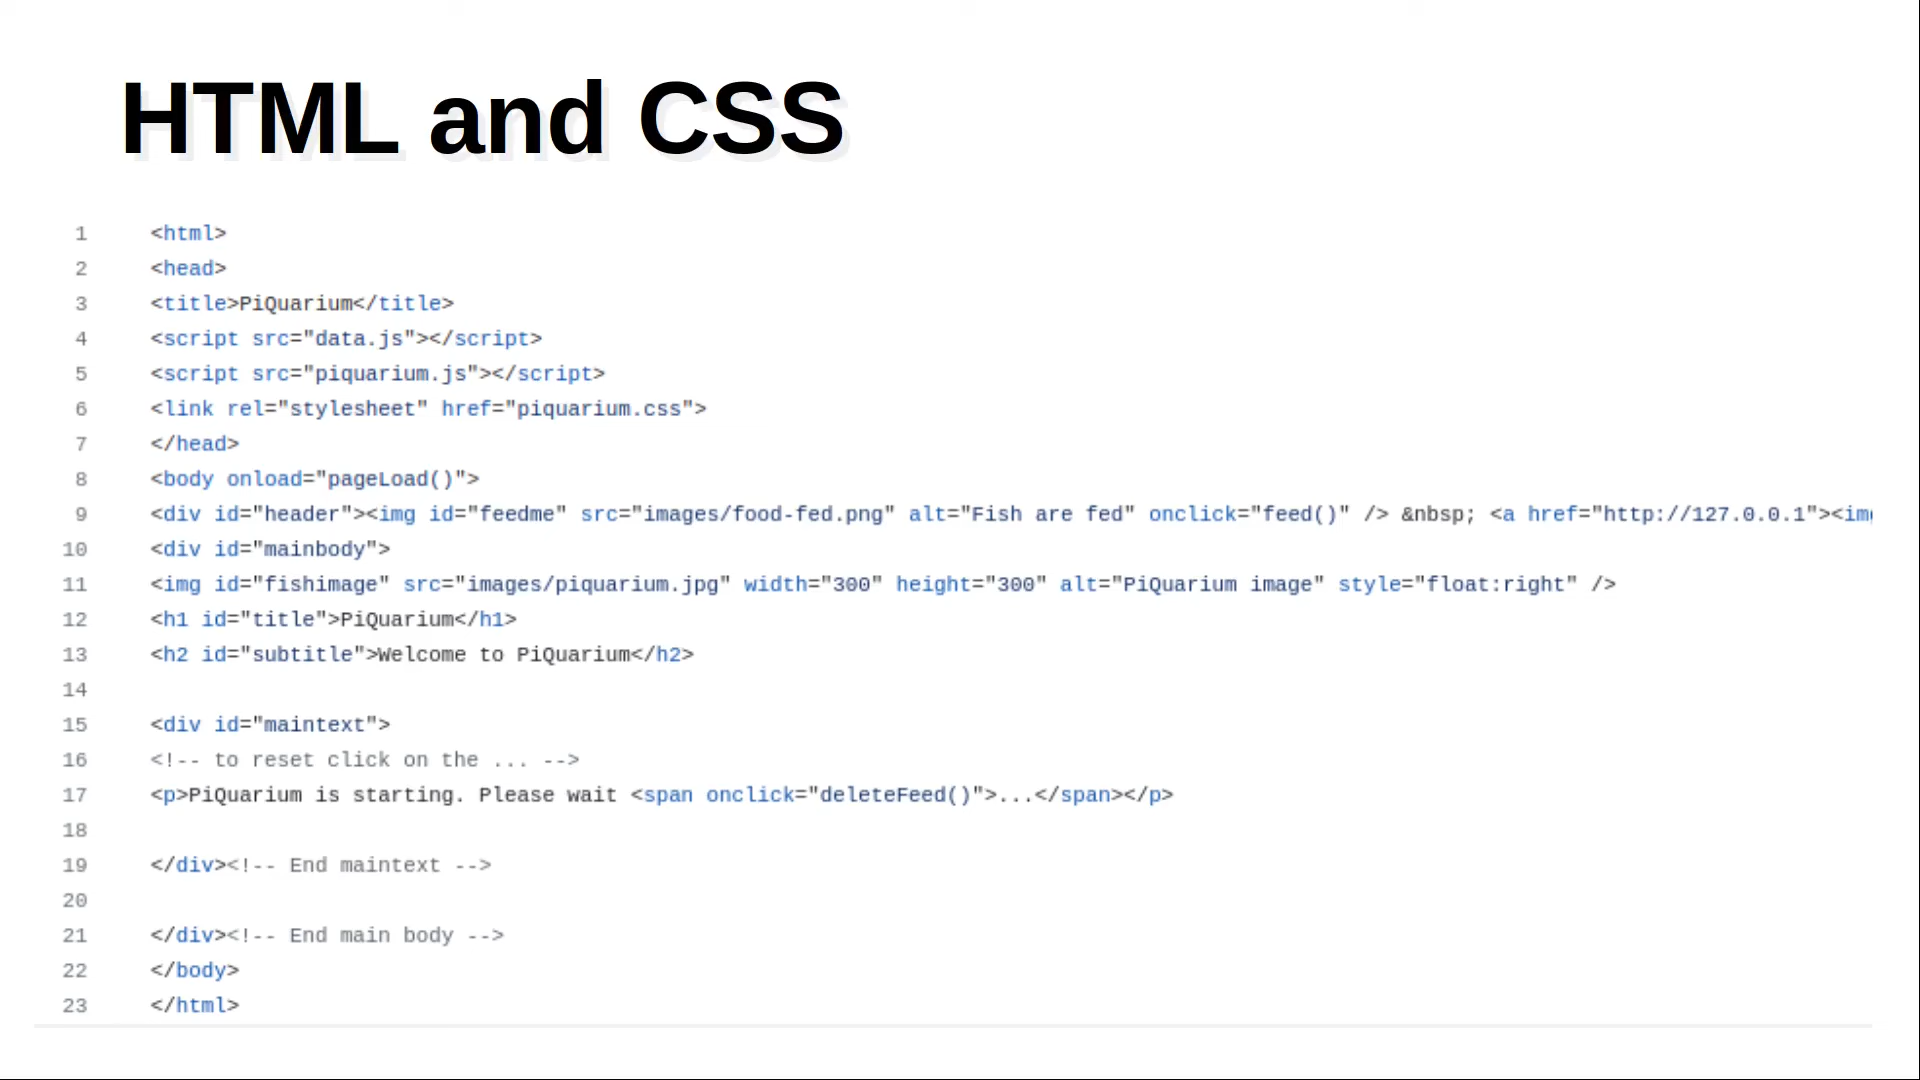 HTML and CSS
1 <html>
2 <head>
3 <title>PiQuarium</title>
4 <script src="data.js"></script>
5 <script src="piquarium.js"></script>
6 <link rel="stylesheet" href="piquarium.css">
7 </head>
8 <body onload="pageLoad()">
9 <div id="header"><img id="feedme" src="images/food-fed.png" alt="Fish are fed" onclick="feed()" /> &nbsp; <a href="http://127.0.0.1"><img
10 <div id="mainbody">
11 <img id="fishimage" src="images/piquarium.jpg" width="300" height="300" alt="PiQuarium image" style="float:right" />
12 <h1 id="title">PiQuarium</h1>
13 <h2 id="subtitle">Welcome to PiQuarium</h2>
14
15 <div id="maintext">
16 <!-- to reset click on the ... -->
17 <p>PiQuarium is starting. Please wait <span onclick="deleteFeed()">...</span></p>
18
19 </div><!-- End maintext -->
20
21 </div><!-- End main body -->
22 </body>
23 </html>